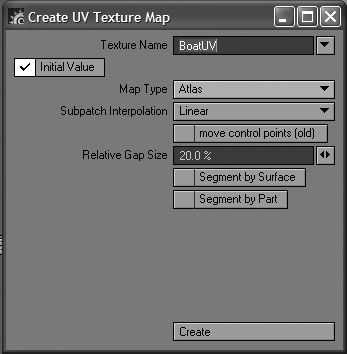 Create UV Texture Map
Texture Name BoatUV
Initial Value
Map Type Atlas
Subpatch Interpolation Linear
move control points (old)
Relative Gap Size 20.0 %
Segment by Surface
Segment by Part
Create